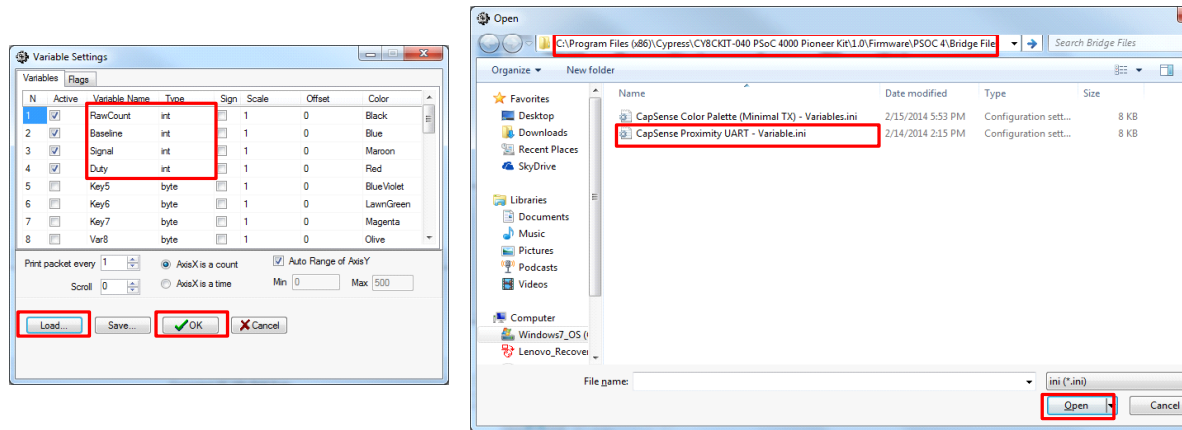 Variable Settings
Variables Flags
N Active Variable Name Type Sign Scale Offset Color
1 RawCount int 1 0 Black
2 Baseline int 1 0 Blue
3 Signal int 1 0 Maroon
4 Duty int 1 0 Red
5 Key5 byte 1 0 BlueViolet
6 Key6 byte 1 0 LawnGreen
7 Key7 byte 1 0 Magenta
8 Var8 byte 1 0 Olive
Print packet every 1 AxisX is a count Auto Range of AxisY
Scroll 0 AxisX is a time Min 0 Max 500
Load... Save... OK Cancel
Open
C:\Program Files (x86)\Cypress\CY8CKIT-040 PSoC 4000 Pioneer Kit\1.0\Firmware\PSOC 4\Bridge File Search Bridge Files
Organize New folder
Name Date modified Type Size
Favorites
Desktop
Downloads
Recent Places
SkyDrive
Libraries
Documents
Music
Pictures
Podcasts
Videos
Computer
Windows7_OS (
Lenovo_Recover
CapSense Color Palette (Minimal TX) - Variables.ini 2/15/2014 5:53 PM Configuration sett... 8 KB
CapSense Proximity UART - Variable.ini 2/14/2014 2:15 PM Configuration sett... 8 KB
File name: ini (*.ini)
Open Cancel